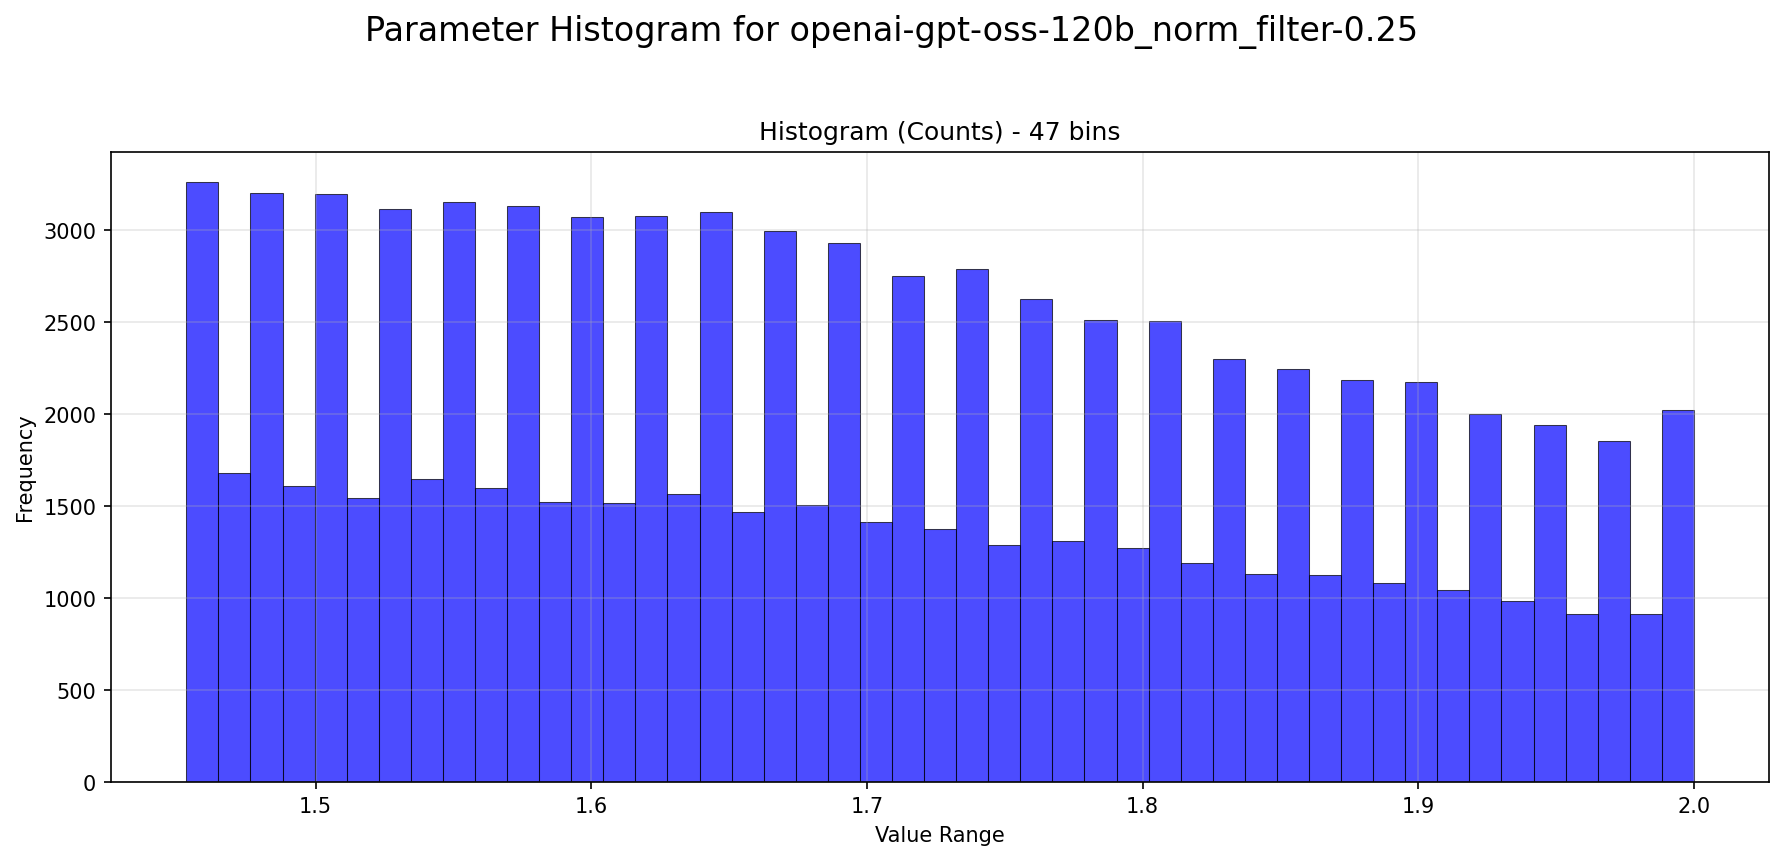 Parameter Histogram for openai-gpt-oss-120b_norm_filter-0.25
Histogram (Counts) - 47 bins
3000
2500
2000
1500
1000
500
0
Frequency
1.5 1.6 1.7 1.8 1.9 2.0
Value Range